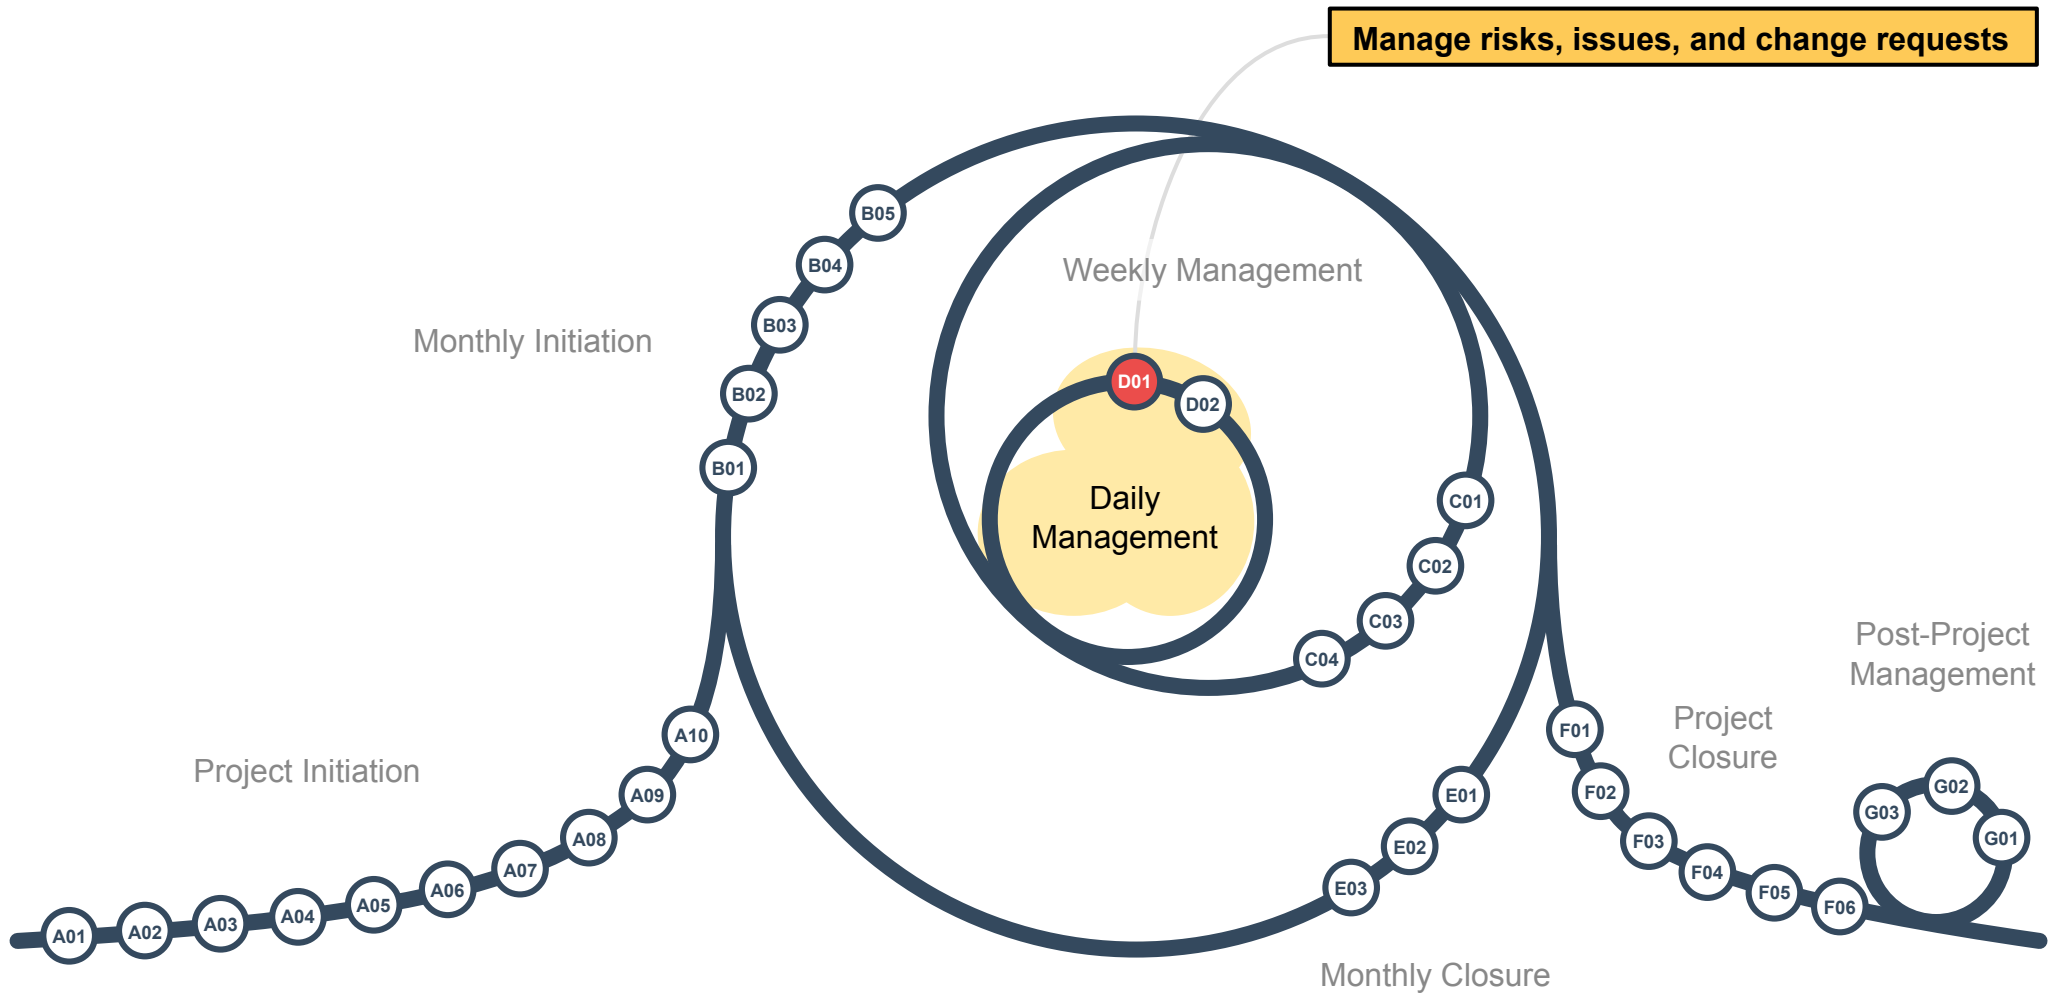 Manage risks, issues, and change requests
B05
B04
B03
B02
B01
Monthly Initiation
Weekly Management
D01
D02
Daily
Management
C01
C02
C03
C04
A10
A09
A08
A07
A06
A05
A04
A03
A02
A01
Project Initiation
E01
E02
E03
Monthly Closure
F01
F02
F03
F04
F05
F06
Project
Closure
Post-Project
Management
G03
G02
G01